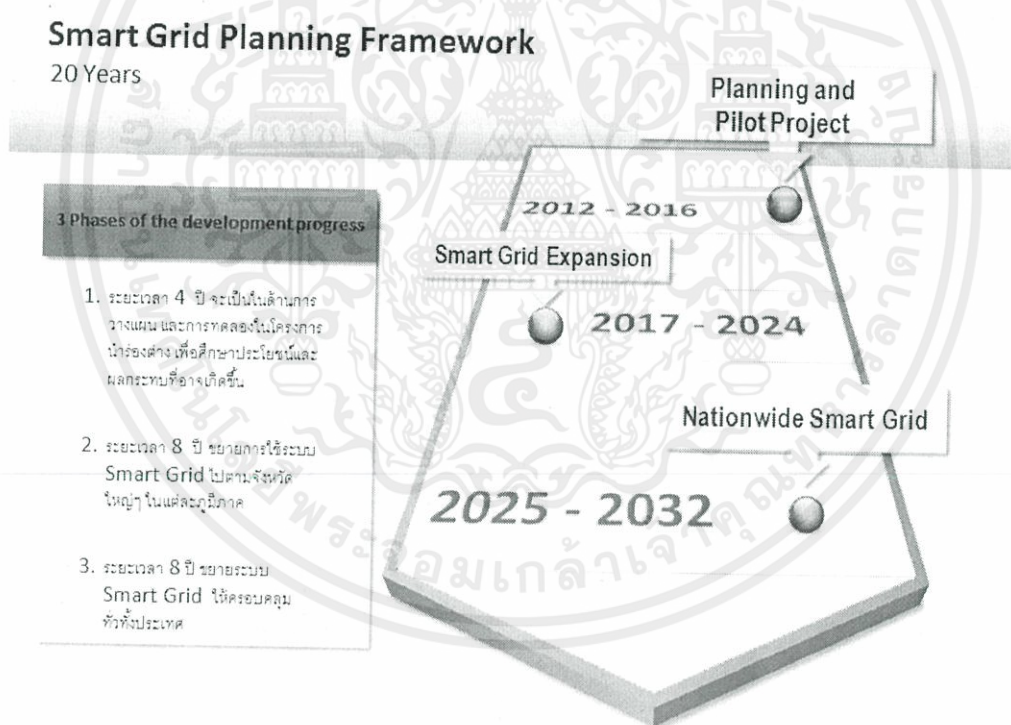 Smart Grid Planning Framework
20 Years
Planning and
Pilot Project
2012 - 2016
Smart Grid Expansion
2017 - 2024
Nationwide Smart Grid
2025 - 2032
3 Phases of the development progress
1. ระยะเวลา 4 ปี จะเป็นในด้านการ
วางแผน และการทดลองในโครงการ
นำร่องต่าง เพื่อศึกษาประโยชน์และ
ผลกระทบที่อาจเกิดขึ้น
2. ระยะเวลา 8 ปี ขยายการใช้ระบบ
Smart Grid ไปตามจังหวัด
ใหญ่ๆ ในแต่ละภูมิภาค
3. ระยะเวลา 8 ปี ขยายระบบ
Smart Grid ให้ครอบคลุม
ทั่วทั้งประเทศ